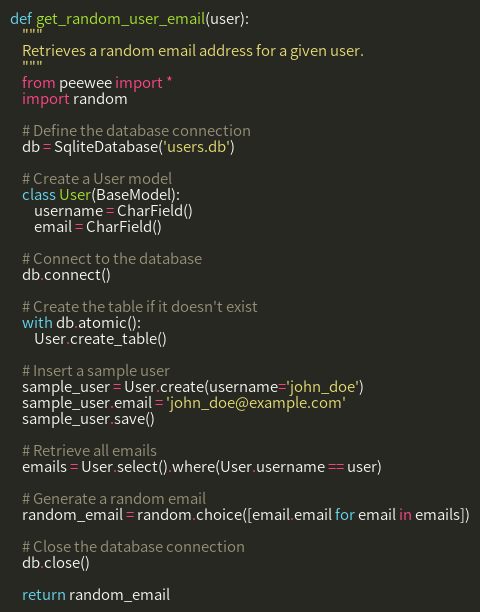 def get_random_user_email(user):
    """
    Retrieves a random email address for a given user.
    """
    from peewee import *
    import random

    # Define the database connection
    db = SqliteDatabase('users.db')

    # Create a User model
    class User(BaseModel):
        username = CharField()
        email = CharField()

    # Connect to the database
    db.connect()

    # Create the table if it doesn't exist
    with db.atomic():
        User.create_table()

    # Insert a sample user
    sample_user = User.create(username='john_doe')
    sample_user.email = 'john_doe@example.com'
    sample_user.save()

    # Retrieve all emails
    emails = User.select().where(User.username == user)

    # Generate a random email
    random_email = random.choice([email.email for email in emails])

    # Close the database connection
    db.close()

    return random_email